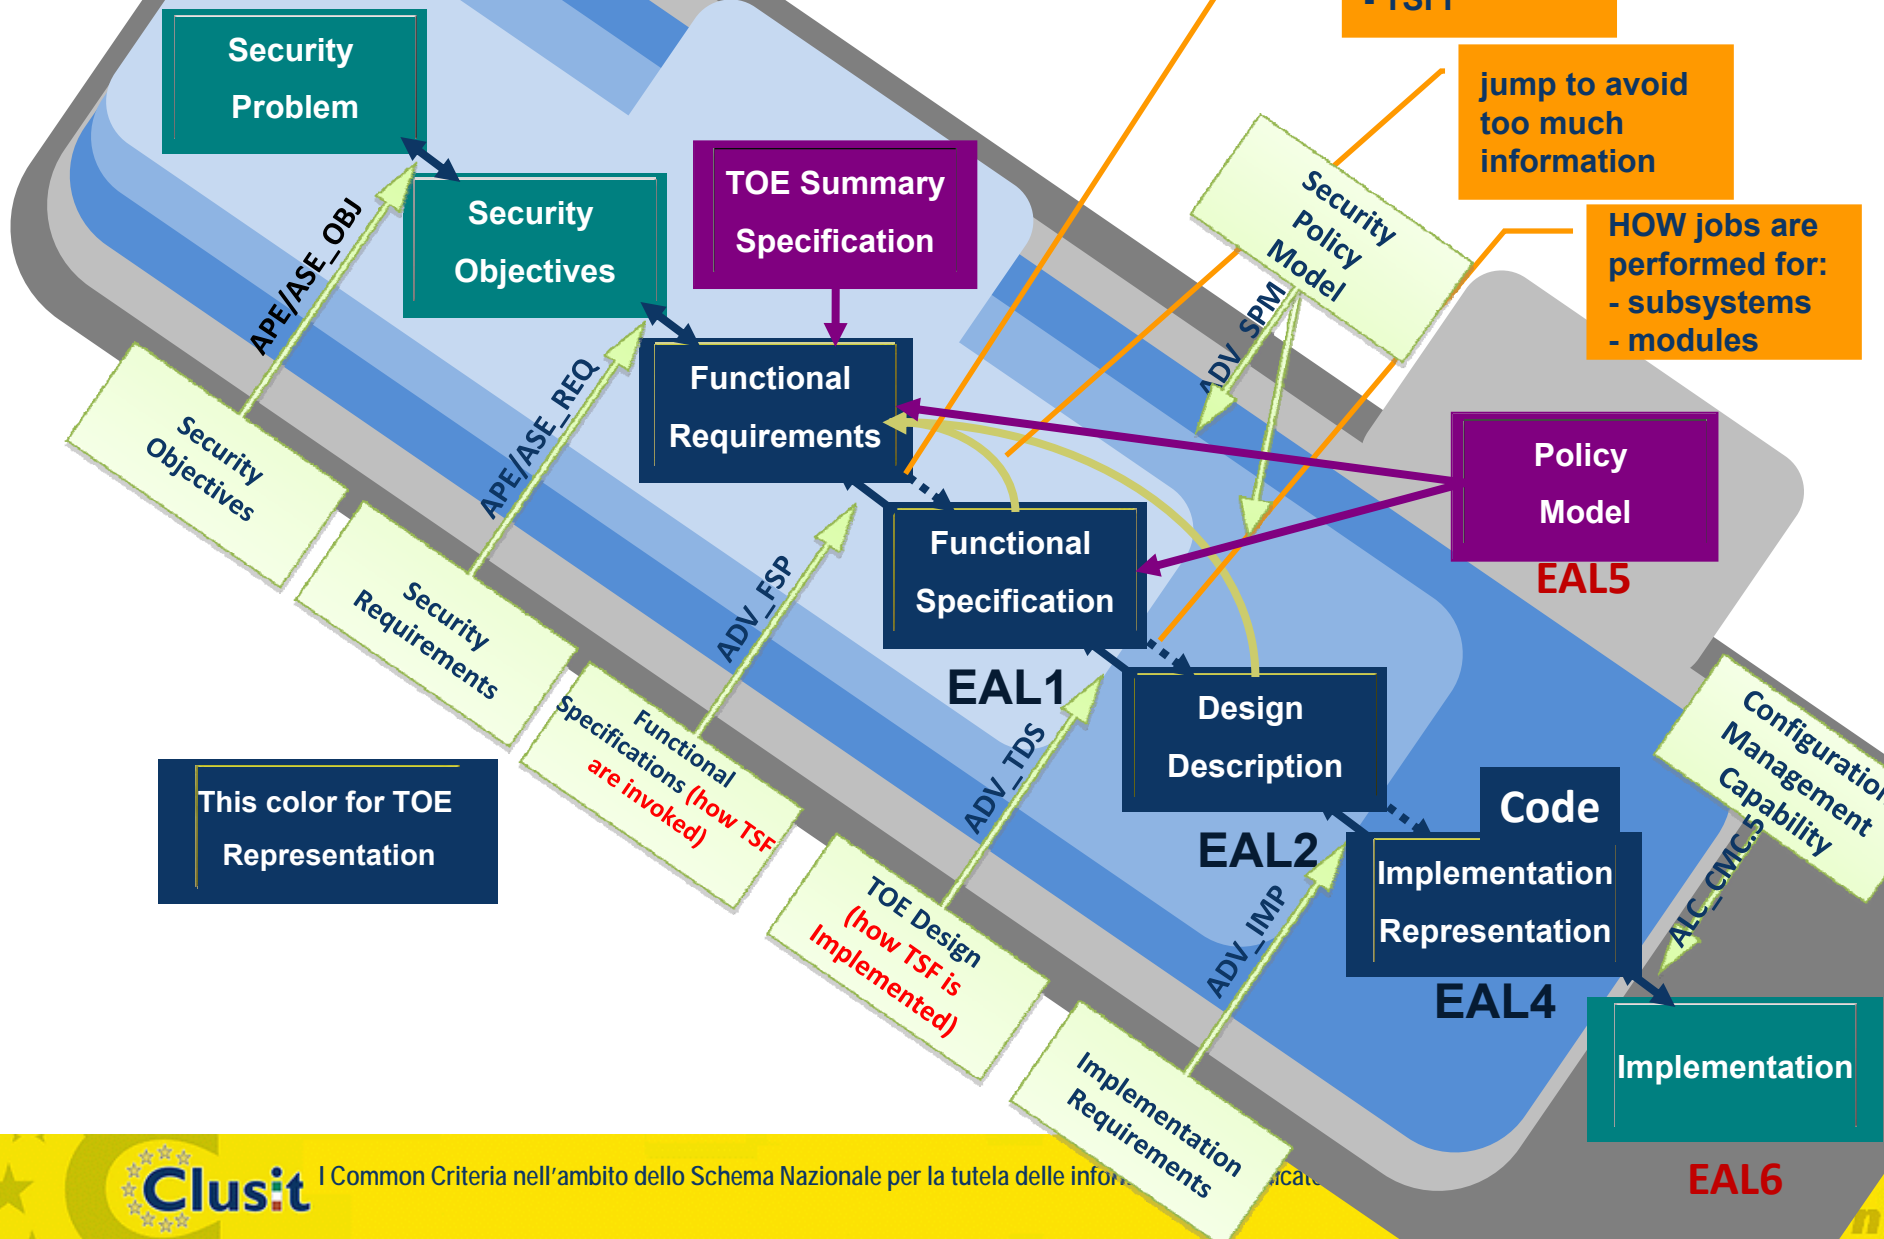 - TSFI
jump to avoid
too much
information
HOW jobs are
performed for:
- subsystems
- modules
Security
Problem
Security
Objectives
TOE Summary
Specification
Security
Policy
Model
APE/ASE_OBJ
ADV_SPM
Functional
Requirements
APE/ASE_REQ
Policy
Model
EAL5
Security
Objectives
Functional
Specification
EAL1
ADV_FSP
Security
Requirements
Design
Description
EAL2
ADV_TDS
Functional
Specifications (how TSF
are invoked)
Configuration
Management
Capability
ALC_CMC.5
Code
Implementation
Representation
EAL4
This color for TOE
Representation
TOE Design
(how TSF is
Implemented)
ADV_IMP
Implementation
Requirements
Implementation
EAL6
Clusit
I Common Criteria nell'ambito dello Schema Nazionale per la tutela delle